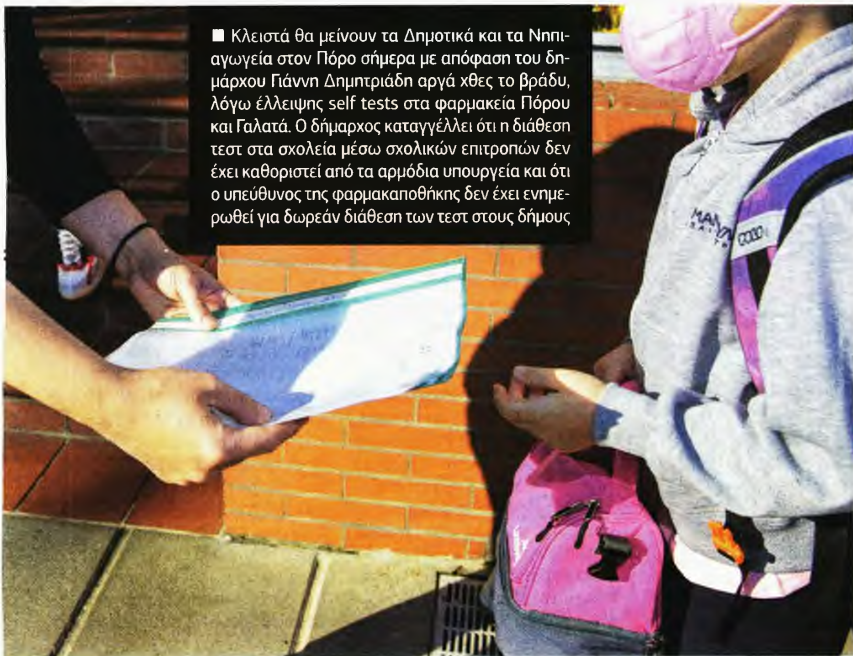 ■ Κλειστά θα μείνουν τα Δημοτικά και τα Νηπι-
αγωγεία στον Πόρο σήμερα με απόφαση του δη-
μάρχου Γιάννη Δημητριάδη αργά χθες το βράδυ,
λόγω έλλειψης self tests στα φαρμακεία Πόρου
και Γαλατά. Ο δήμαρχος καταγγέλλει ότι η διάθεση
τεστ στα σχολεία μέσω σχολικών επιτροπών δεν
έχει καθοριστεί από τα αρμόδια υπουργεία και ότι
ο υπεύθυνος της φαρμακαποθήκης δεν έχει ενημε-
ρωθεί για δωρεάν διάθεση των τεστ στους δήμους